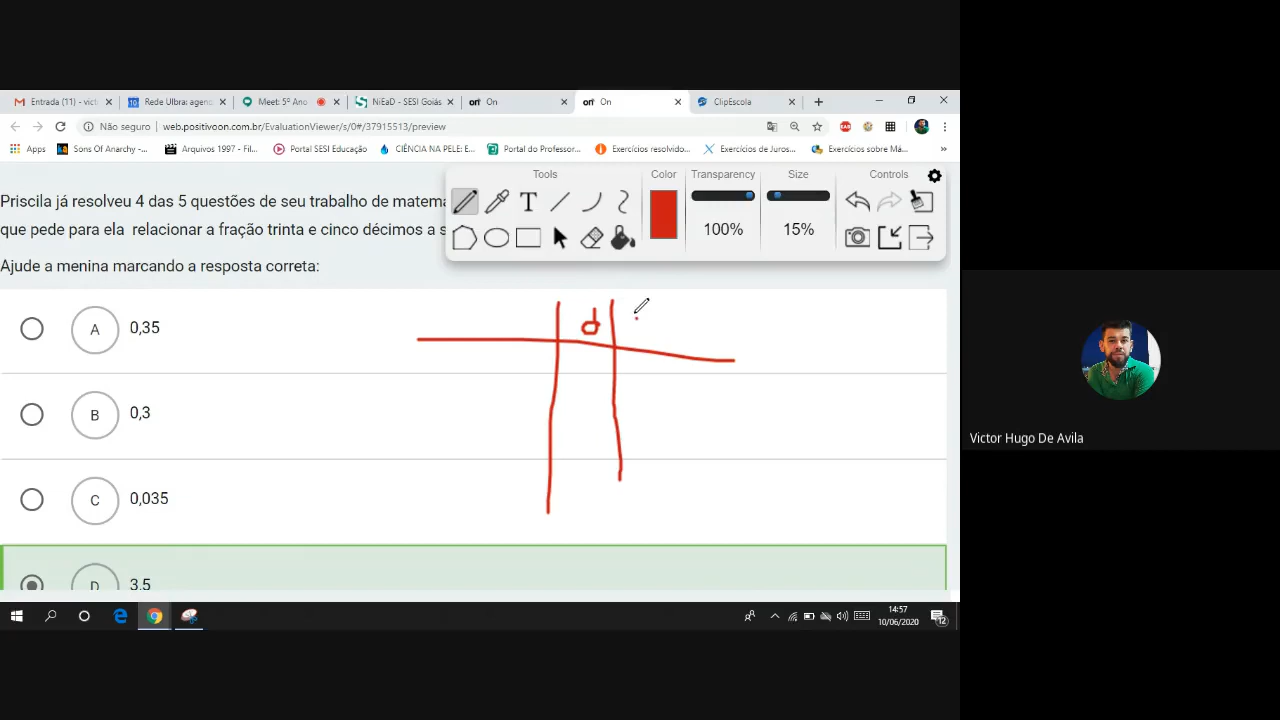 Entrada (11) - vict
Rede Ulbra: agend
Meet: 5º Ano
NiEaD - SESI Goiás
On
On
ClipEscola
Não seguro
web.positivoon.com.br/EvaluationViewer/s/0#/37915513/preview
Apps
Sons Of Anarchy -...
Arquivos 1997 - Fil...
Portal SESI Educação
CIÊNCIA NA PELE: E...
Portal do Professor...
Exercícios resolvido...
Exercícios de Juros...
Exercícios sobre Má...
»
Tools
Color
Transparency
Size
Controls
100%
15%
Priscila já resolveu 4 das 5 questões de seu trabalho de matema
que pede para ela relacionar a fração trinta e cinco décimos a s
Ajude a menina marcando a resposta correta:
A 0,35
d
B 0,3
C 0,035
D 3,5
Victor Hugo De Avila
14:57
10/06/2020
12